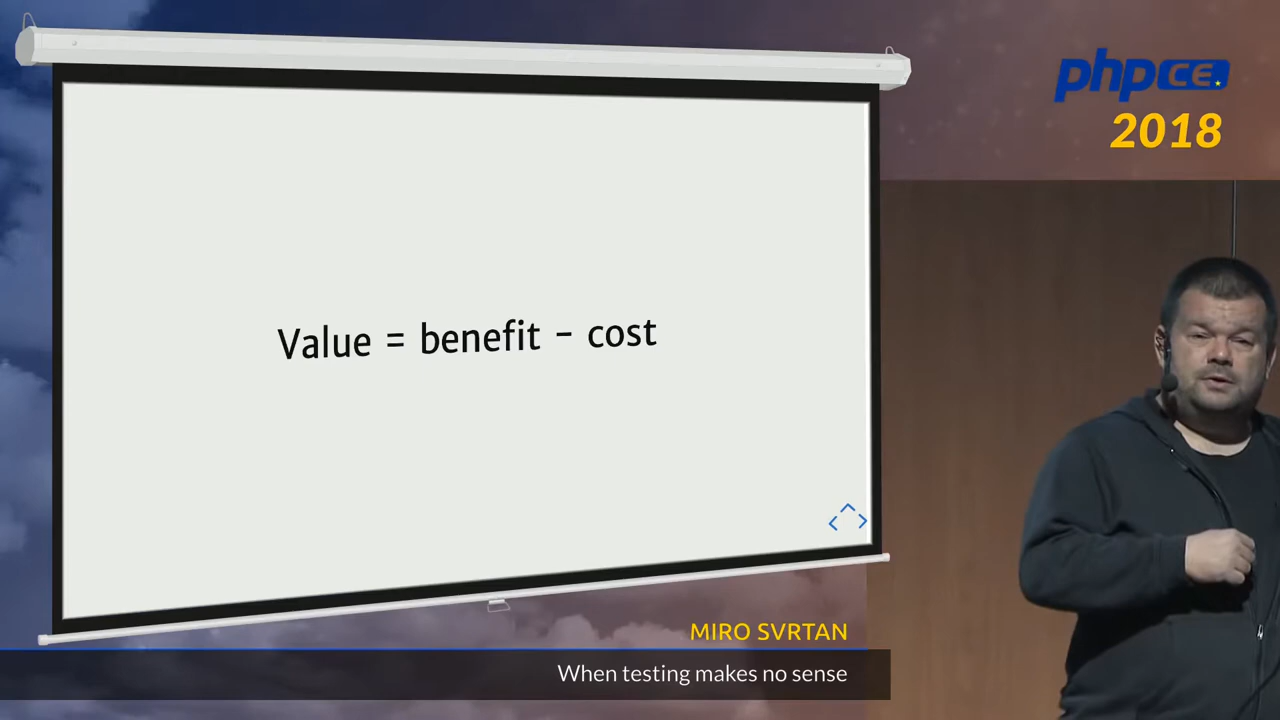 phpCE
2018
Value = benefit - cost
MIRO SVRTAN
When testing makes no sense